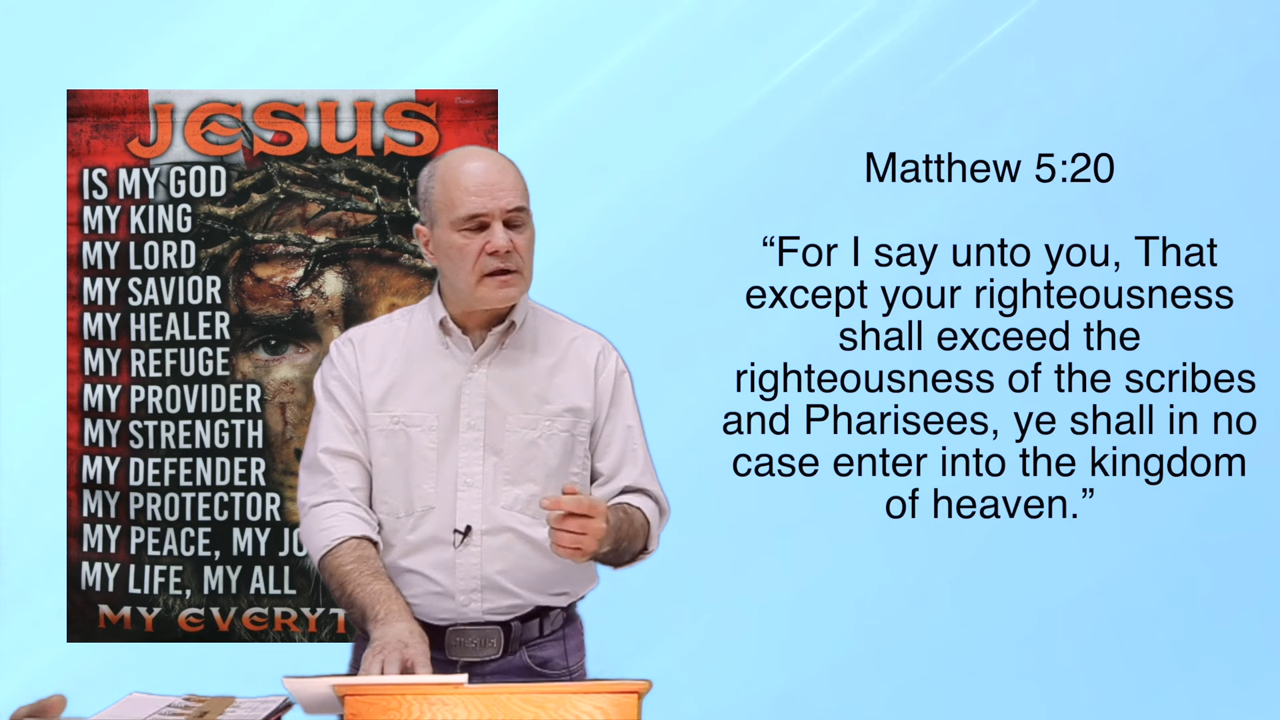 JESUS
IS MY GOD
MY KING
MY LORD
MY SAVIOR
MY HEALER
MY REFUGE
MY PROVIDER
MY STRENGTH
MY DEFENDER
MY PROTECTOR
MY PEACE, MY JO
MY LIFE, MY ALL
MY EVERYT
JESUS
Matthew 5:20
“For I say unto you, That
except your righteousness
shall exceed the
righteousness of the scribes
and Pharisees, ye shall in no
case enter into the kingdom
of heaven.”